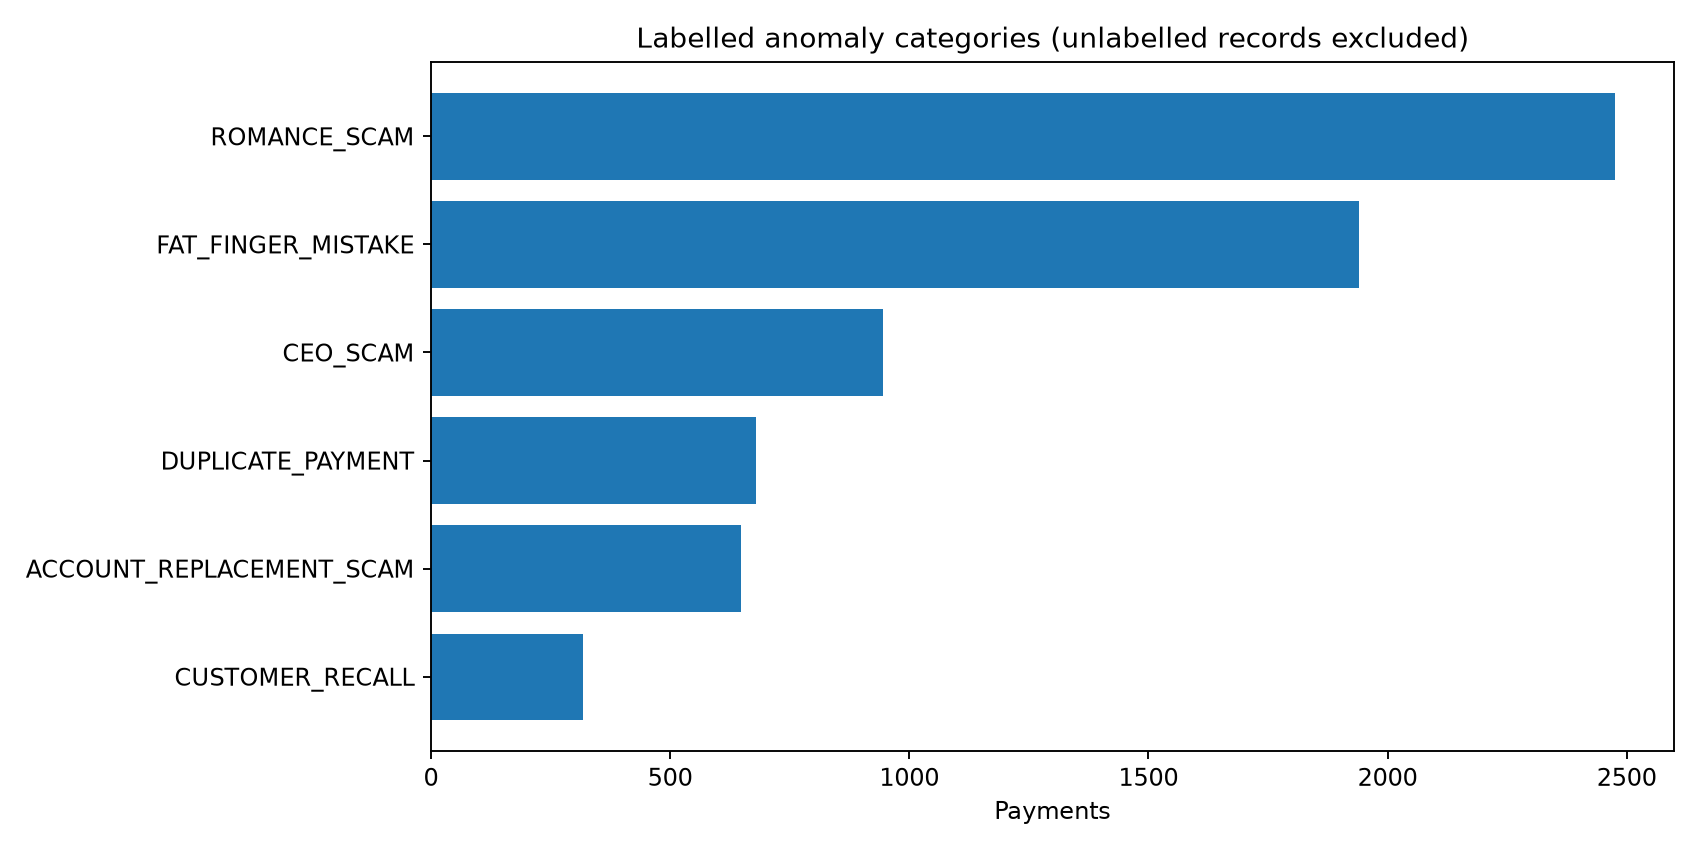 Labelled anomaly categories (unlabelled records excluded)
ROMANCE_SCAM
FAT_FINGER_MISTAKE
CEO_SCAM
DUPLICATE_PAYMENT
ACCOUNT_REPLACEMENT_SCAM
CUSTOMER_RECALL
0 500 1000 1500 2000 2500
Payments